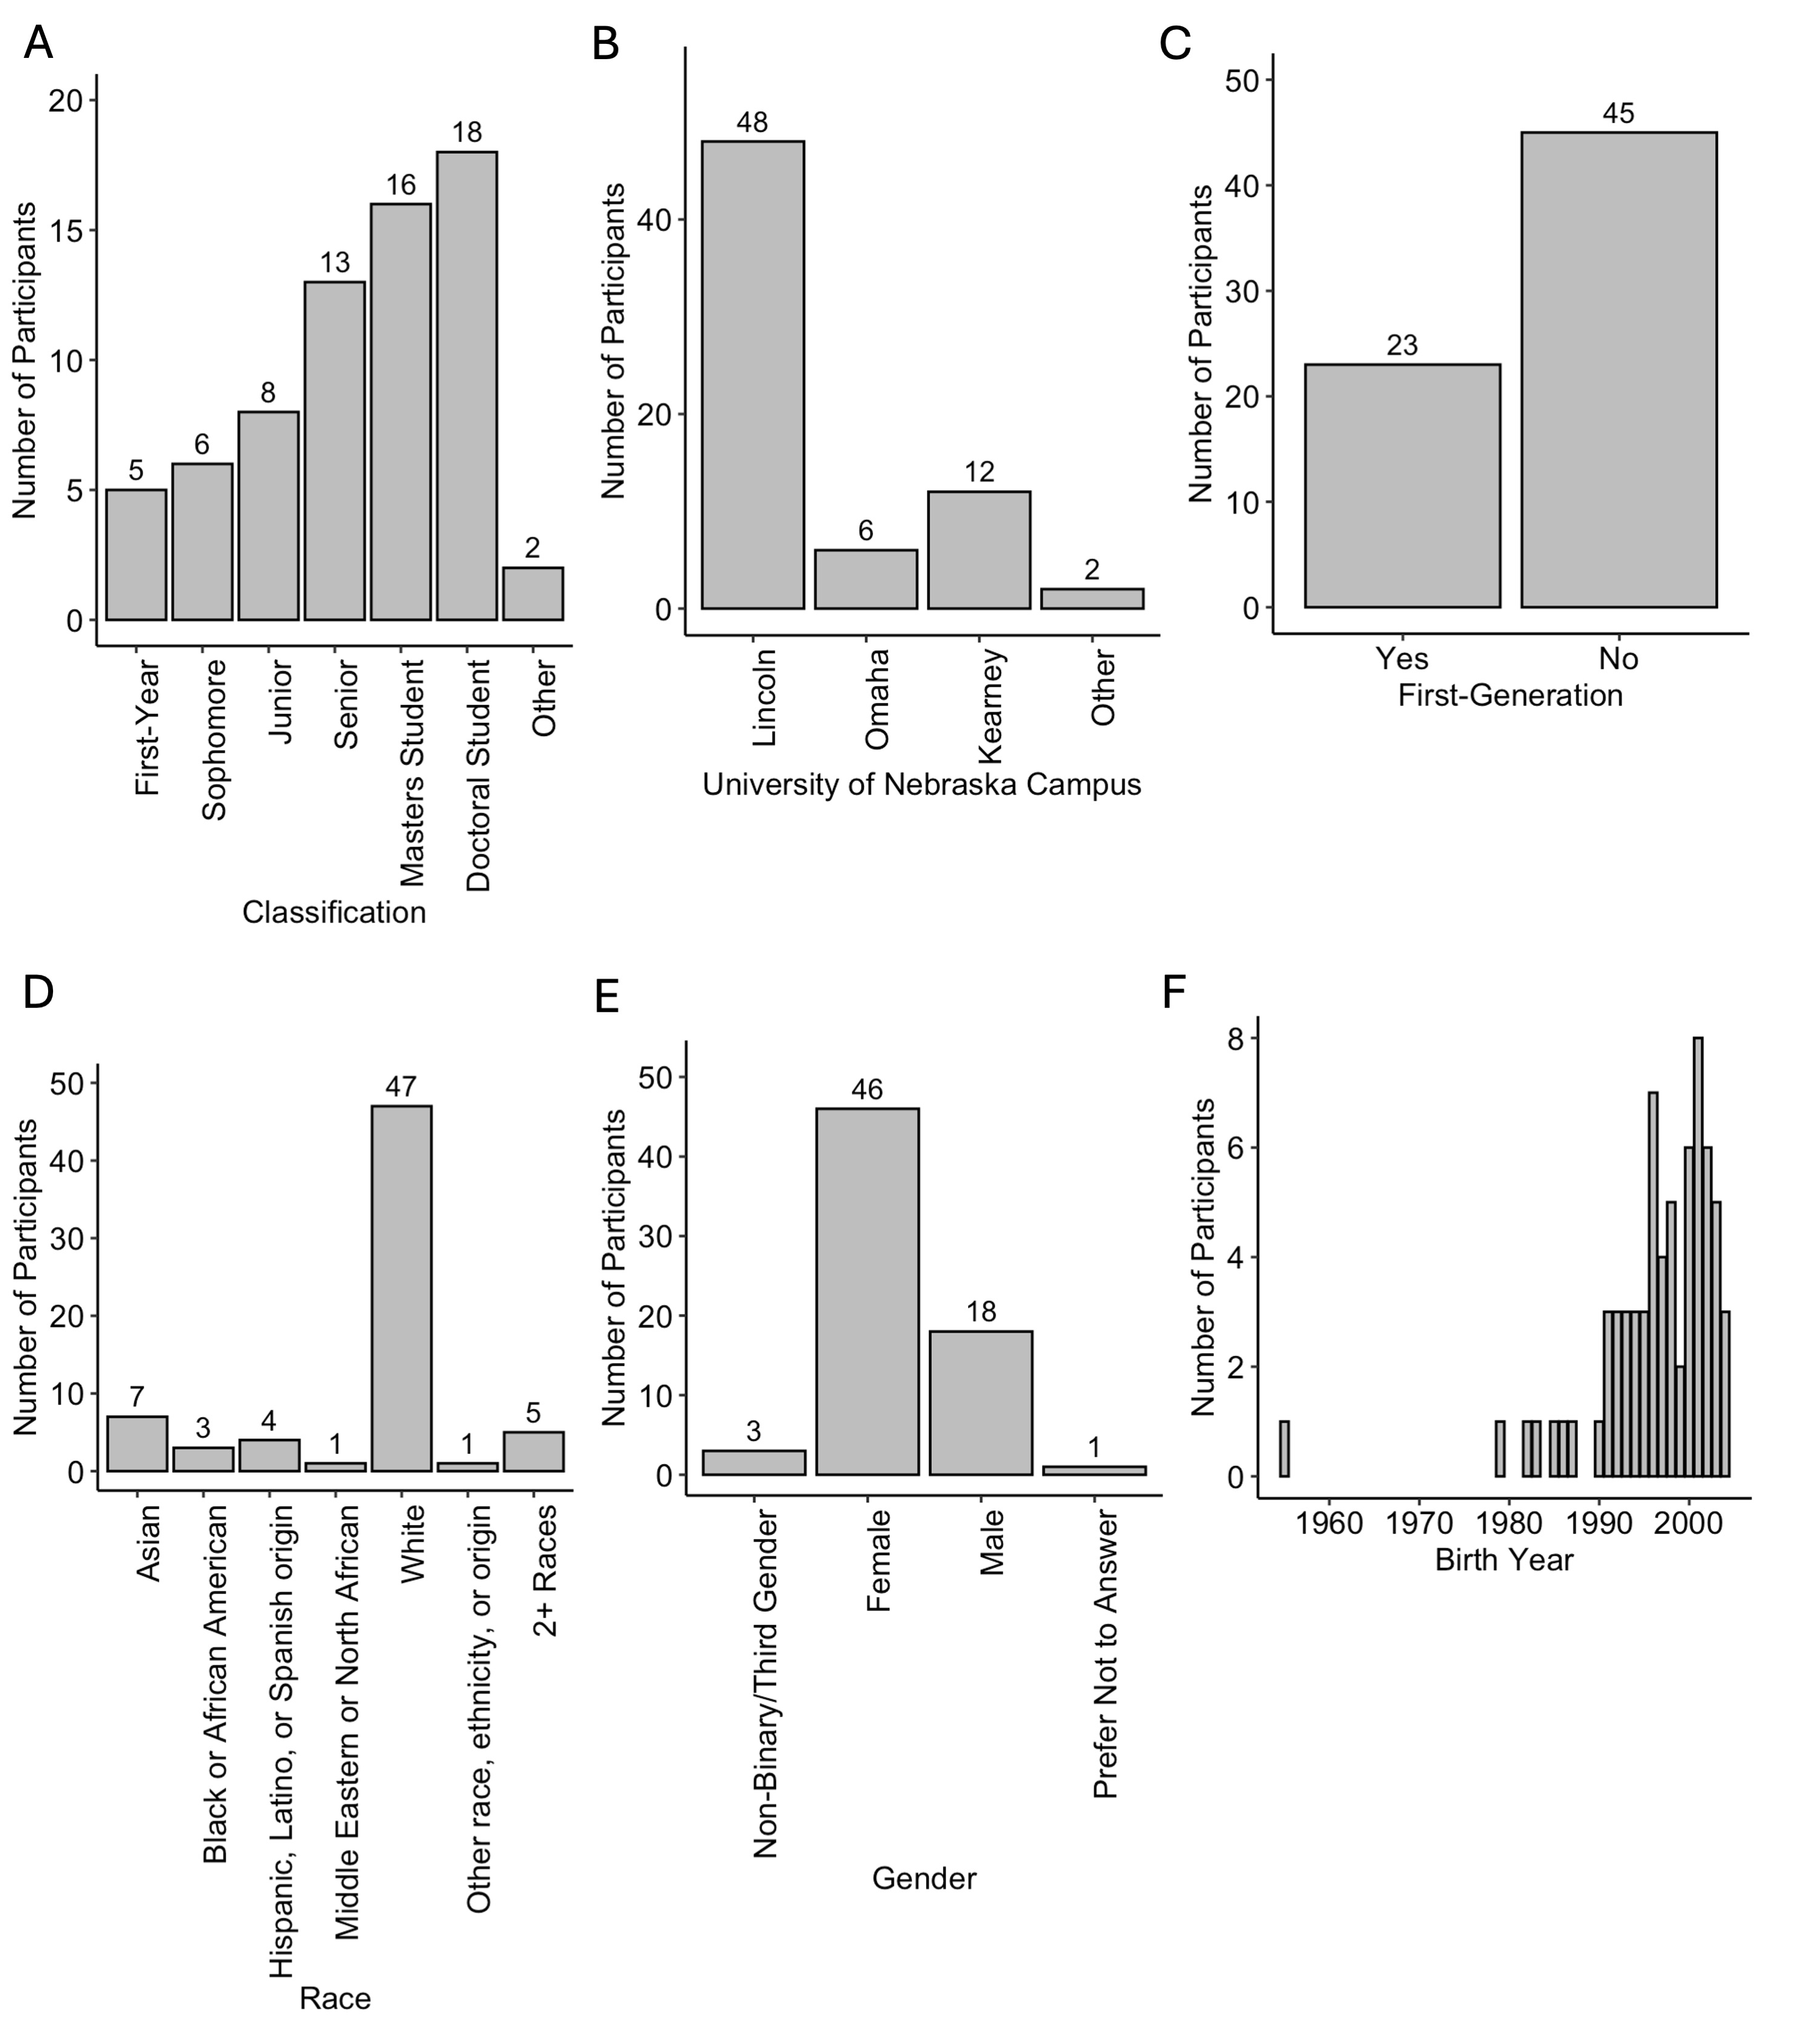 A
Number of Participants
20
15
10
5
0
5
6
8
13
16
18
2
First-Year
Sophomore
Junior
Senior
Masters Student
Doctoral Student
Other
Classification
B
Number of Participants
40
20
0
48
6
12
2
Lincoln
Omaha
Kearney
Other
University of Nebraska Campus
C
Number of Participants
50
40
30
20
10
0
23
45
Yes
No
First-Generation
D
Number of Participants
50
40
30
20
10
0
7
3
4
1
47
1
5
Asian
Black or African American
Hispanic, Latino, or Spanish origin
Middle Eastern or North African
White
Other race, ethnicity, or origin
2+ Races
Race
E
Number of Participants
50
40
30
20
10
0
3
46
18
1
Non-Binary/Third Gender
Female
Male
Prefer Not to Answer
Gender
F
Number of Participants
8
6
4
2
0
1960
1970
1980
1990
2000
Birth Year